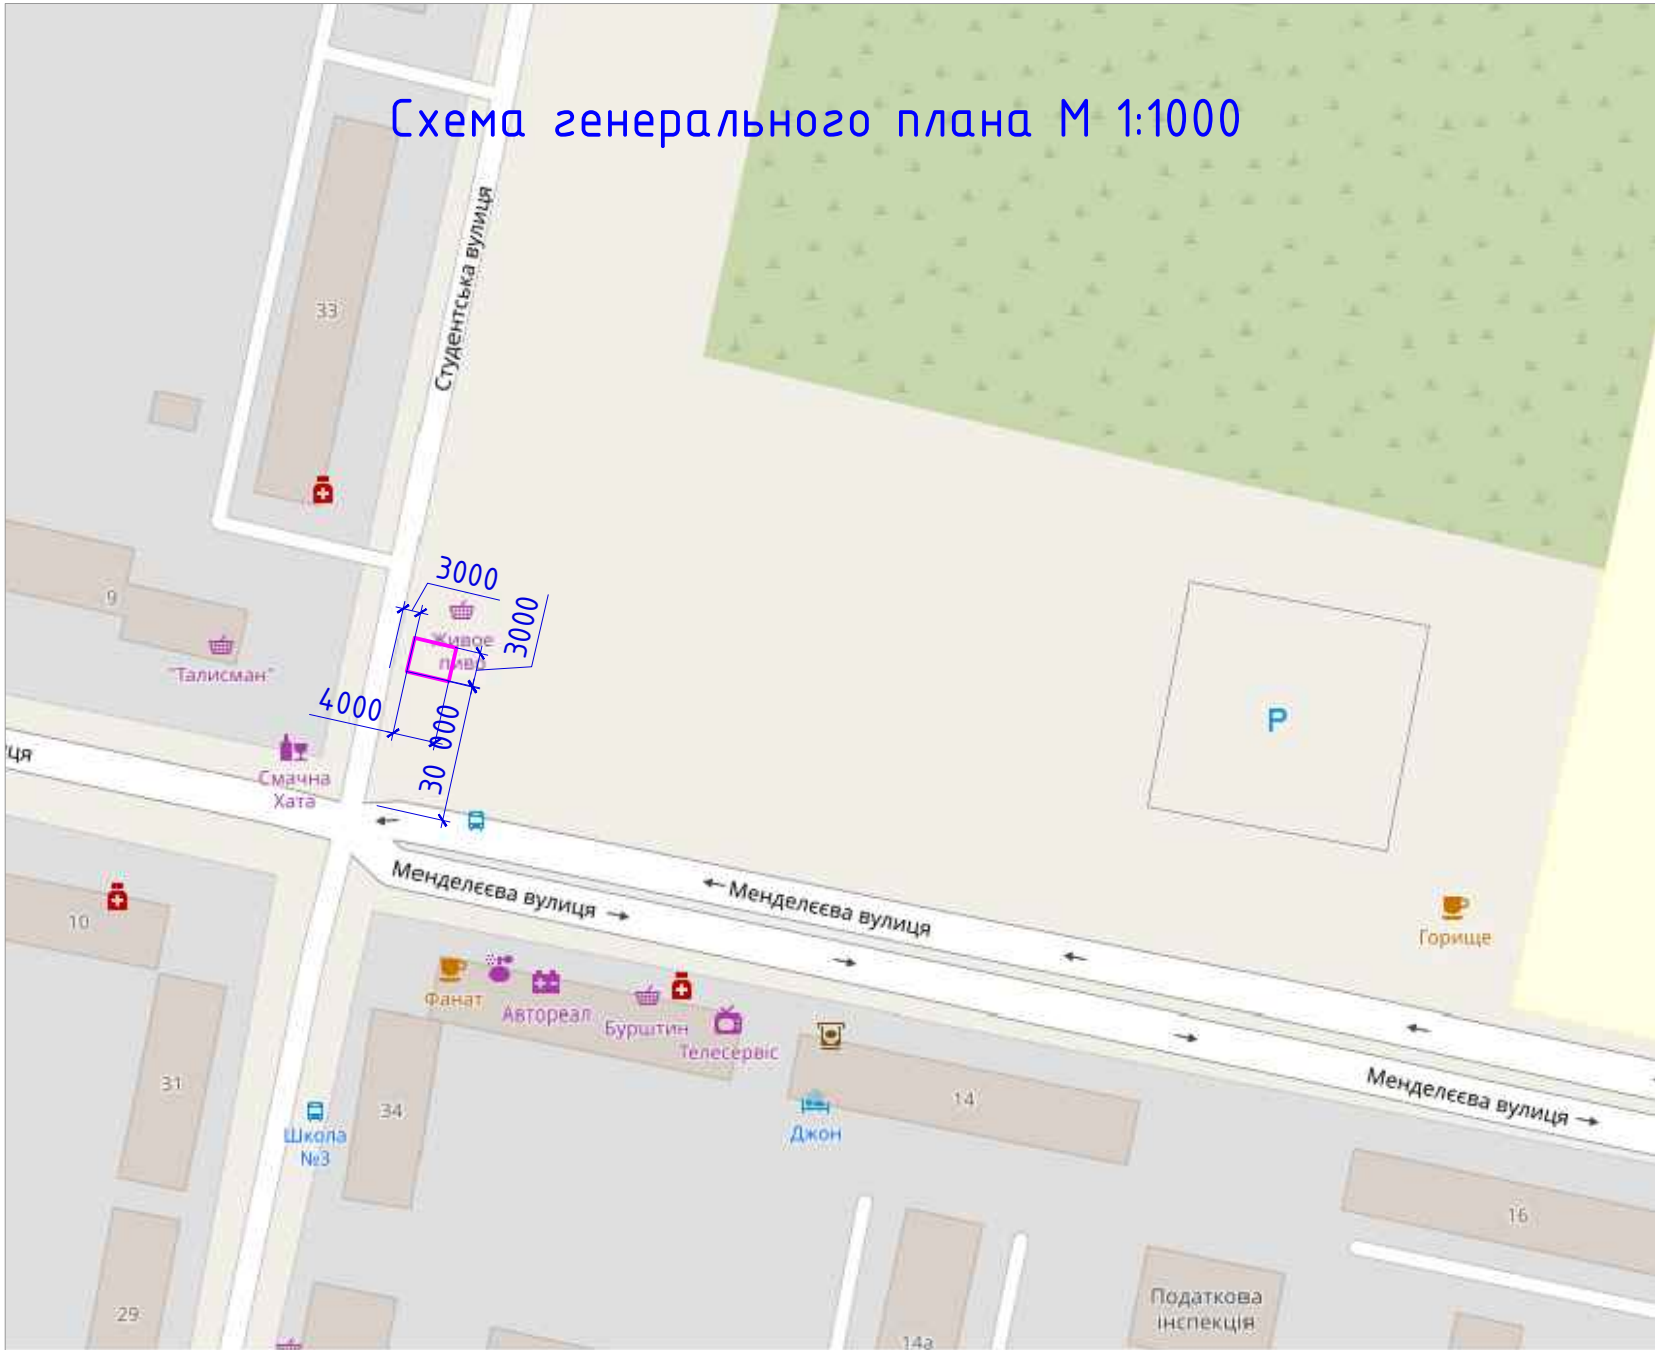 Схема генерального плана М 1:1000
Студентська вулиця
33
3000
3000
Живое
пиво
9
"Талисман"
4000
30 000
ця
Смачна
Хата
P
Менделєєва вулиця
Менделєєва вулиця
Горище
10
Фанат
Автореал
Бурштин
Телесервіс
31
34
Школа
№3
Джон
14
Менделєєва вулиця
16
29
14а
Податкова
інспекція